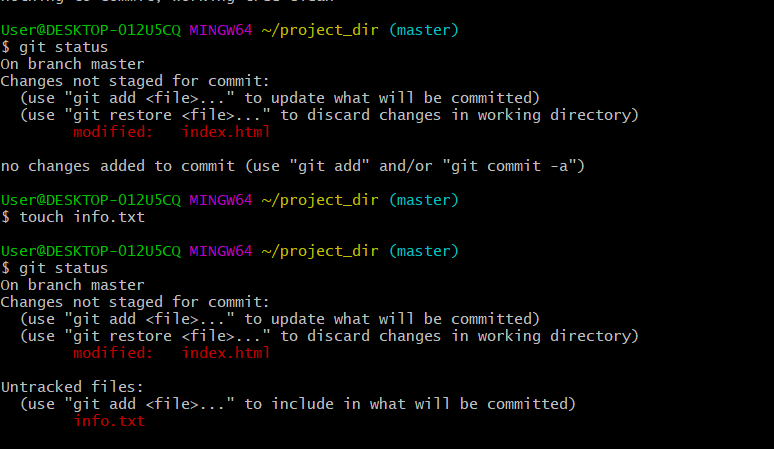 nothing to commit, working tree clean
User@DESKTOP-012U5CQ MINGW64 ~/project_dir (master)
$ git status
On branch master
Changes not staged for commit:
  (use "git add <file>..." to update what will be committed)
  (use "git restore <file>..." to discard changes in working directory)
        modified:   index.html

no changes added to commit (use "git add" and/or "git commit -a")

User@DESKTOP-012U5CQ MINGW64 ~/project_dir (master)
$ touch info.txt

User@DESKTOP-012U5CQ MINGW64 ~/project_dir (master)
$ git status
On branch master
Changes not staged for commit:
  (use "git add <file>..." to update what will be committed)
  (use "git restore <file>..." to discard changes in working directory)
        modified:   index.html

Untracked files:
  (use "git add <file>..." to include in what will be committed)
        info.txt